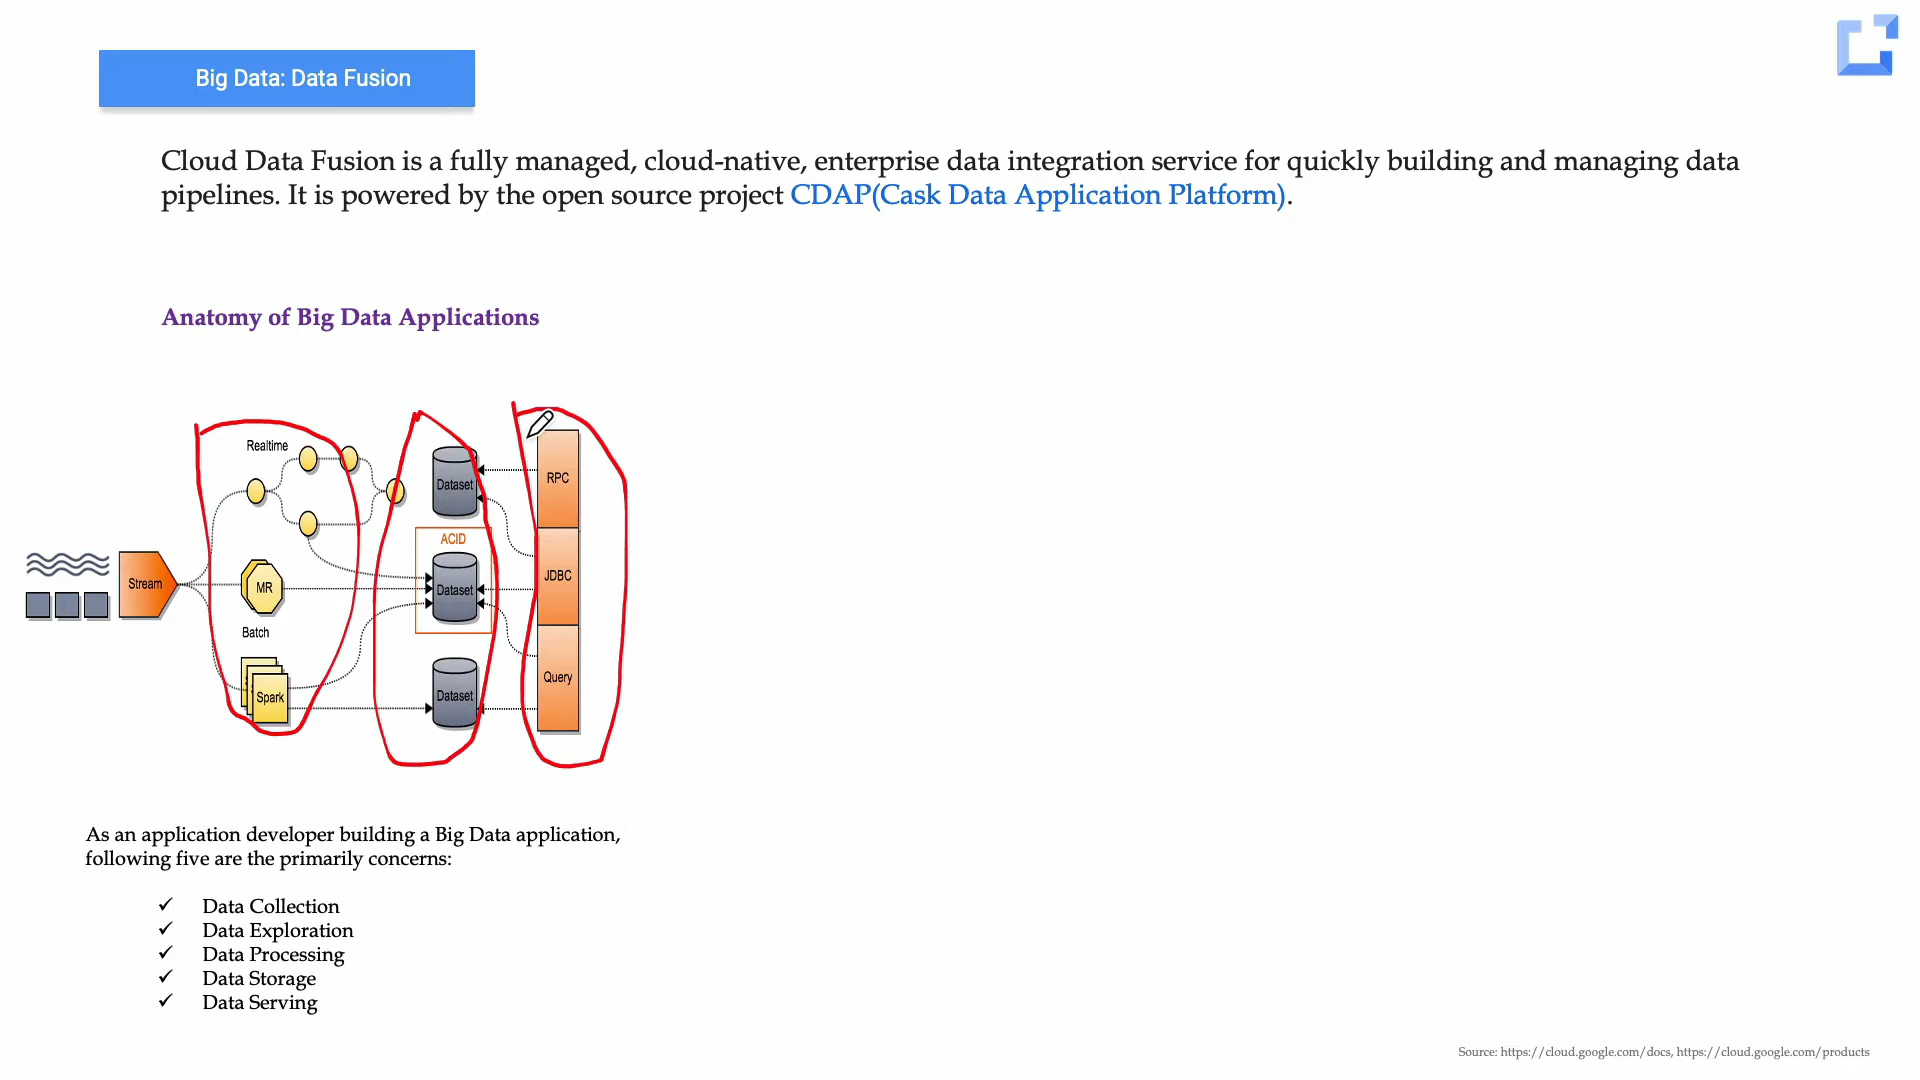 Big Data: Data Fusion
Cloud Data Fusion is a fully managed, cloud-native, enterprise data integration service for quickly building and managing data
pipelines. It is powered by the open source project CDAP(Cask Data Application Platform).
Anatomy of Big Data Applications
Realtime
Dataset
RPC
ACID
Stream
MR
Dataset
JDBC
Batch
Spark
Dataset
Query
As an application developer building a Big Data application,
following five are the primarily concerns:
✓ Data Collection
✓ Data Exploration
✓ Data Processing
✓ Data Storage
✓ Data Serving
Source: https://cloud.google.com/docs, https://cloud.google.com/products